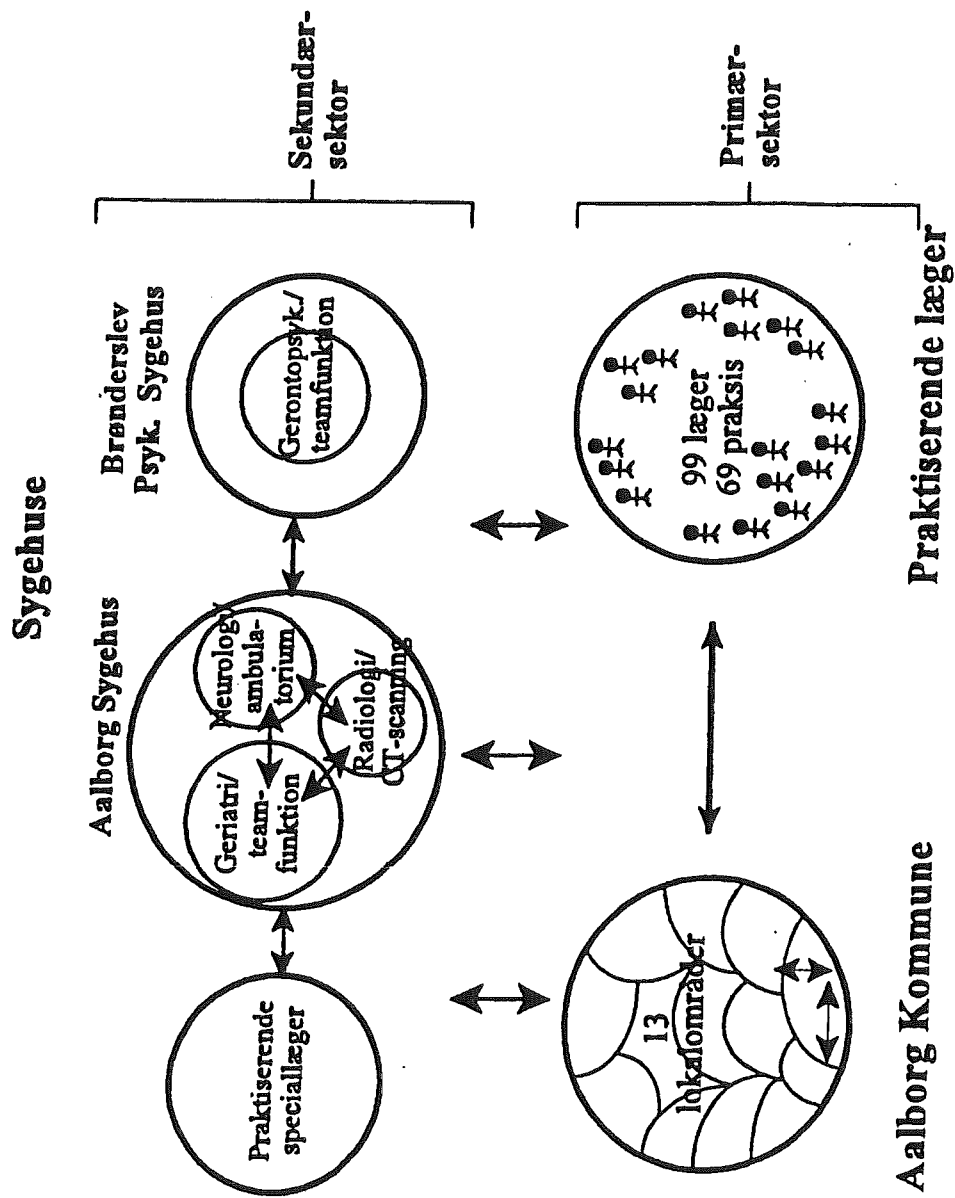 Sygehuse
Aalborg Sygehus
Brønderslev
Psyk. Sygehus
Praktiserende
speciallæger
Geriatri/
team-
funktion
Neurologi/
ambula-
torium
Radiologi/
CT-scanning
Gerontopsyk./
teamfunktion
Sekundær-
sektor
13
lokalområder
99 læger
69 praksis
Primær-
sektor
Aalborg Kommune
Praktiserende læger